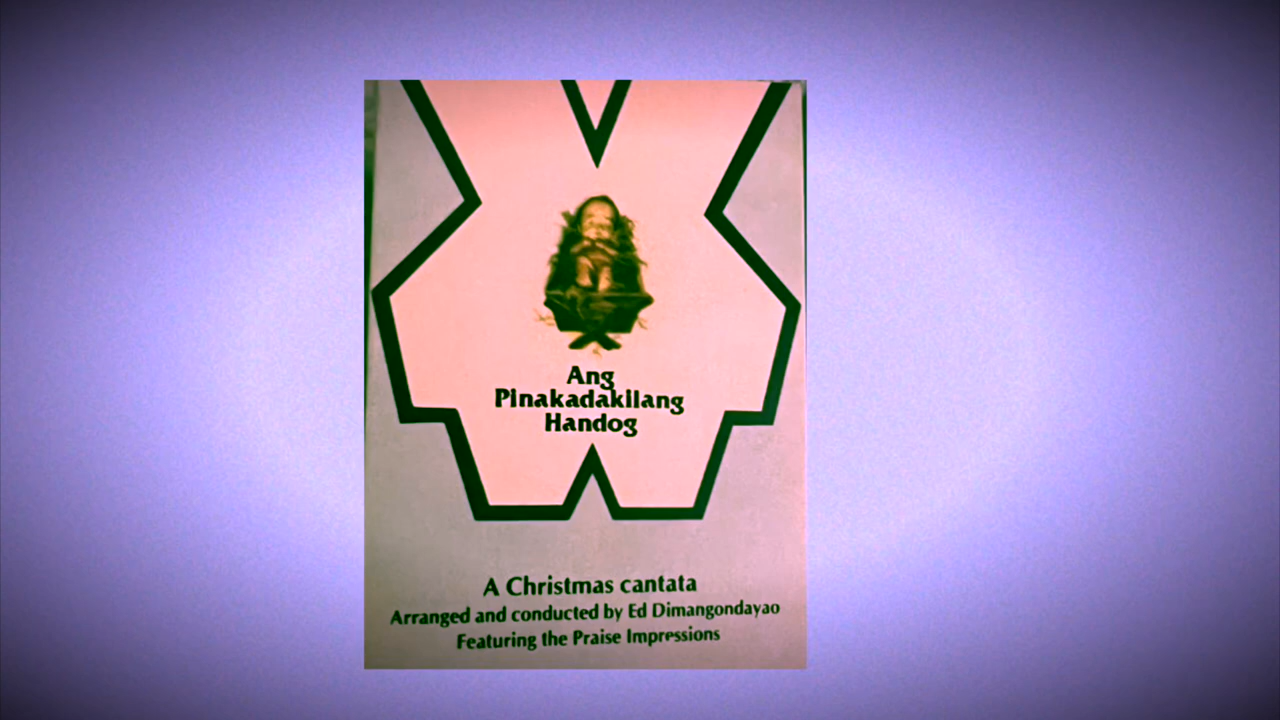 Ang
Pinakadakilang
Handog
A Christmas cantata
Arranged and conducted by Ed Dimangondayao
Featuring the Praise Impressions